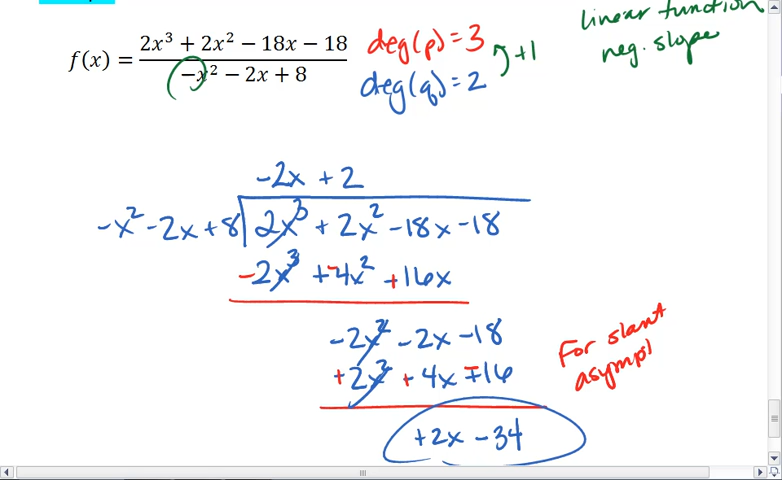 linear function
neg. slope
f(x) = (2x³ + 2x² − 18x − 18)/(−x² − 2x + 8)
deg(p) = 3
deg(q) = 2
+1
-2x + 2
-x² -2x +8 2x³ + 2x² -18x -18
-2x³ +-4x² +16x
-2x² -2x -18
+2x² +4x -+16
For slant
asympt
+2x -34